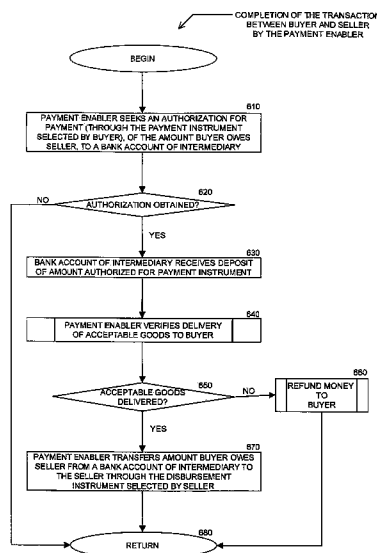 COMPLETION OF THE TRANSACTION
BETWEEN BUYER AND SELLER
BY THE PAYMENT ENABLER
BEGIN
610
PAYMENT ENABLER SEEKS AN AUTHORIZATION FOR
PAYMENT (THROUGH THE PAYMENT INSTRUMENT
SELECTED BY BUYER), OF THE AMOUNT BUYER OWES
SELLER, TO A BANK ACCOUNT OF INTERMEDIARY
620
NO
AUTHORIZATION OBTAINED?
YES
630
BANK ACCOUNT OF INTERMEDIARY RECEIVES DEPOSIT
OF AMOUNT AUTHORIZED FOR PAYMENT INSTRUMENT
640
PAYMENT ENABLER VERIFIES DELIVERY
OF ACCEPTABLE GOODS TO BUYER
650
ACCEPTABLE GOODS
DELIVERED?
NO
660
REFUND MONEY
TO
BUYER
YES
670
PAYMENT ENABLER TRANSFERS AMOUNT BUYER OWES
SELLER FROM A BANK ACCOUNT OF INTERMEDIARY TO
THE SELLER THROUGH THE DISBURSEMENT
INSTRUMENT SELECTED BY SELLER
680
RETURN